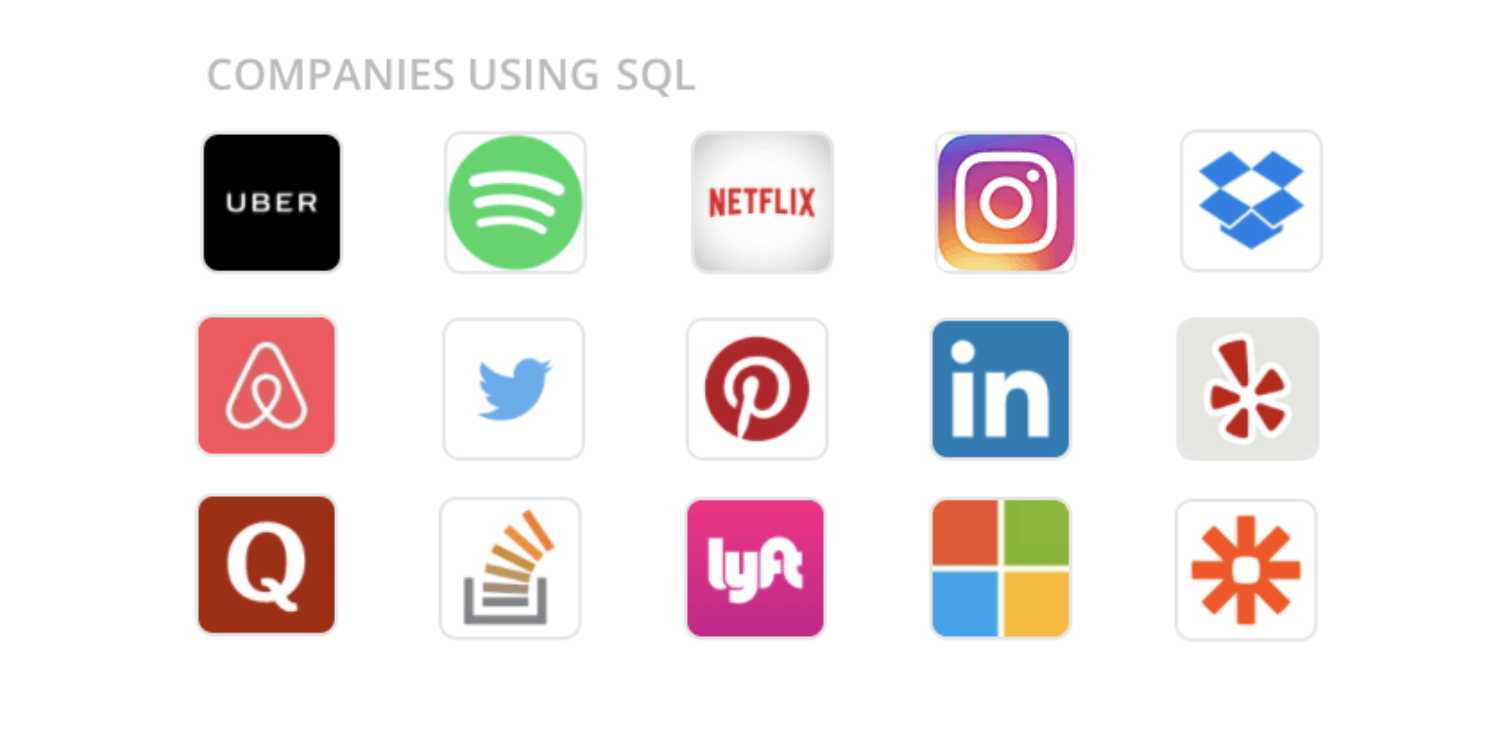 COMPANIES USING SQL
UBER
NETFLIX
in
Q
lyft